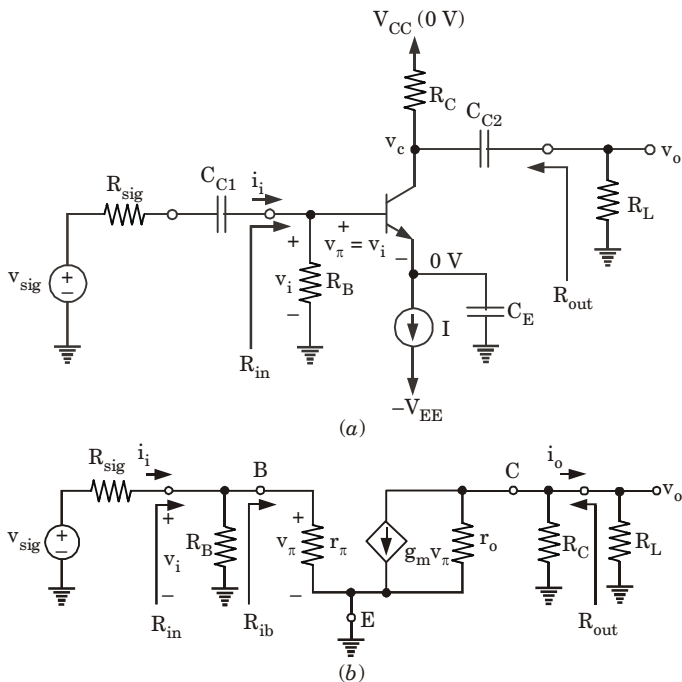 V_CC (0 V)
R_C
C_C2
v_c
v_o
R_sig
C_C1
i_i
R_L
+
+
v_π = v_i
–
0 V
v_sig
+
–
v_i
R_B
–
C_E
R_out
I
R_in
–V_EE
(a)
R_sig
i_i
B
C
i_o
v_o
v_sig
+
–
+
v_i
–
R_B
+
v_π
–
r_π
g_m v_π
r_o
R_C
R_L
R_in
R_ib
E
R_out
(b)